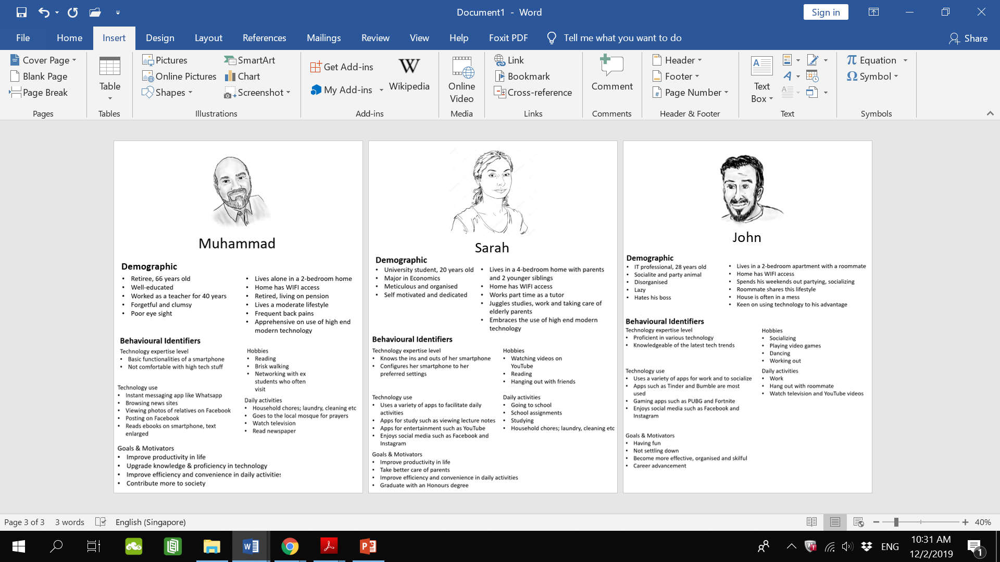 Document1 - Word
Sign in
File
Home
Insert
Design
Layout
References
Mailings
Review
View
Help
Foxit PDF
Tell me what you want to do
Share
Cover Page
Blank Page
Page Break
Pages
Table
Tables
Pictures
Online Pictures
Shapes
SmartArt
Chart
Screenshot
Illustrations
Get Add-ins
My Add-ins
W
Wikipedia
Add-ins
Online
Video
Media
Link
Bookmark
Cross-reference
Links
Comment
Comments
Header
Footer
Page Number
Header & Footer
Text
Box
Text
Equation
Symbol
Symbols
Muhammad
Demographic
• Retiree, 66 years old
• Well-educated
• Worked as a teacher for 40 years
• Forgetful and clumsy
• Poor eye sight
• Lives alone in a 2-bedroom home
• Home has WIFI access
• Retired, living on pension
• Lives a moderate lifestyle
• Frequent back pains
• Apprehensive on use of high end
modern technology
Behavioural Identifiers
Technology expertise level
• Basic functionalities of a smartphone
• Not comfortable with high tech stuff
Hobbies
• Reading
• Brisk walking
• Networking with ex
students who often
visit
Technology use
• Instant messaging app like Whatsapp
• Browsing news sites
• Viewing photos of relatives on Facebook
• Posting on Facebook
• Reads ebooks on smartphone, text
enlarged
Daily activities
• Household chores; laundry, cleaning etc
• Goes to the local mosque for prayers
• Watch television
• Read newspaper
Goals & Motivators
• Improve productivity in life
• Upgrade knowledge & proficiency in technology
• Improve efficiency and convenience in daily activities
• Contribute more to society
Sarah
Demographic
• University student, 20 years old
• Major in Economics
• Meticulous and organised
• Self motivated and dedicated
• Lives in a 4-bedroom home with parents
and 2 younger siblings
• Home has WIFI access
• Works part time as a tutor
• Juggles studies, work and taking care of
elderly parents
• Embraces the use of high end modern
technology
Behavioural Identifiers
Technology expertise level
• Knows the ins and outs of her smartphone
• Configures her smartphone to her
preferred settings
Hobbies
• Watching videos on
YouTube
• Reading
• Hanging out with friends
Technology use
• Uses a variety of apps to facilitate daily
activities
• Apps for study such as viewing lecture notes
• Apps for entertainment such as YouTube
• Enjoys social media such as Facebook and
Instagram
Daily activities
• Going to school
• School assignments
• Studying
• Household chores; laundry, cleaning etc
Goals & Motivators
• Improve productivity in life
• Take better care of parents
• Improve efficiency and convenience in daily activities
• Graduate with an Honours degree
John
Demographic
• IT professional, 28 years old
• Socialite and party animal
• Disorganised
• Lazy
• Hates his boss
• Lives in a 2-bedroom apartment with a roommate
• Home has WIFI access
• Spends his weekends out partying, socializing
• Roommate shares this lifestyle
• House is often in a mess
• Keen on using technology to his advantage
Behavioural Identifiers
Technology expertise level
• Proficient in various technology
• Knowledgeable of the latest tech trends
Hobbies
• Socializing
• Playing video games
• Dancing
• Working out
Technology use
• Uses a variety of apps for work and to socialize
• Apps such as Tinder and Bumble are most
used
• Gaming apps such as PUBG and Fortnite
• Enjoys social media such as Facebook and
Instagram
Daily activities
• Work
• Hang out with roommate
• Watch television and YouTube videos
Goals & Motivators
• Having fun
• Not settling down
• Become more effective, organised and skilful
• Career advancement
Page 3 of 3
3 words
English (Singapore)
40%
ENG
10:31 AM
12/2/2019
1